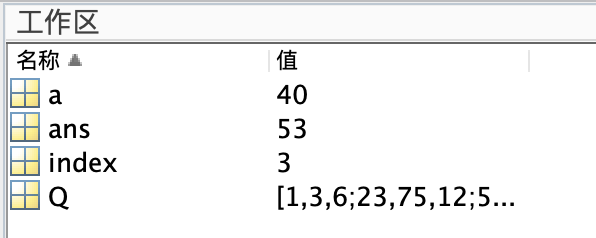 工作区
名称 值
a 40
ans 53
index 3
Q [1,3,6;23,75,12;5...